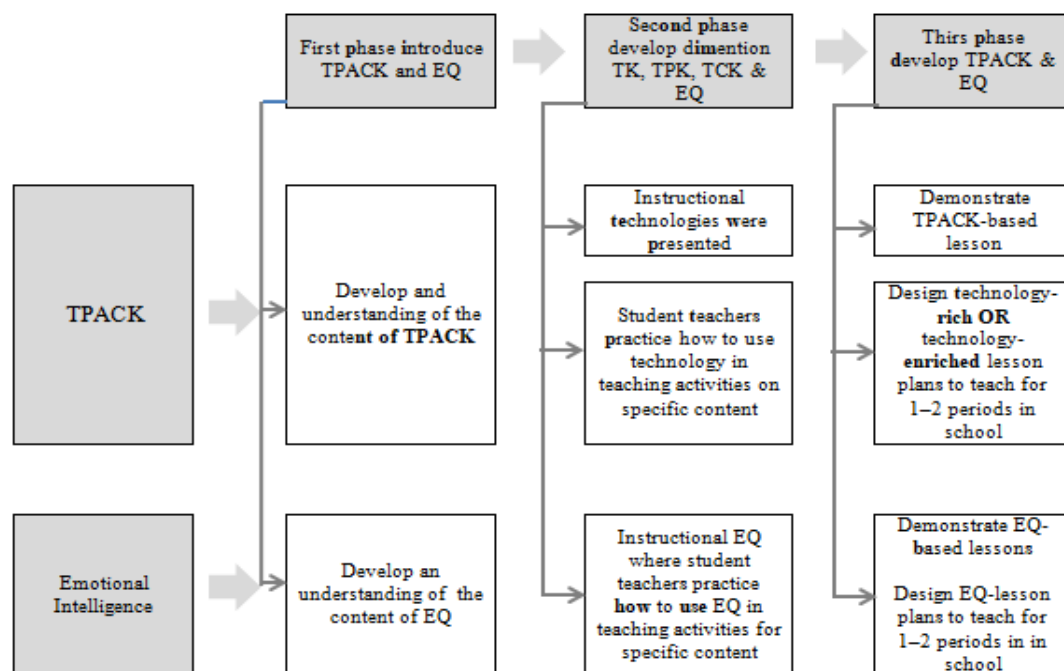 First phase introduce
TPACK and EQ
Second phase
develop dimention
TK, TPK, TCK &
EQ
Thirs phase
develop TPACK &
EQ
TPACK
Develop and
understanding of the
content of TPACK
Instructional
technologies were
presented
Student teachers
practice how to use
technology in
teaching activities on
specific content
Demonstrate
TPACK-based
lesson
Design technology-
rich OR
technology-
enriched lesson
plans to teach for
1–2 periods in
school
Emotional
Intelligence
Develop an
understanding of the
content of EQ
Instructional EQ
where student
teachers practice
how to use EQ in
teaching activities for
specific content
Demonstrate EQ-
based lessons
Design EQ-lesson
plans to teach for
1–2 periods in in
school